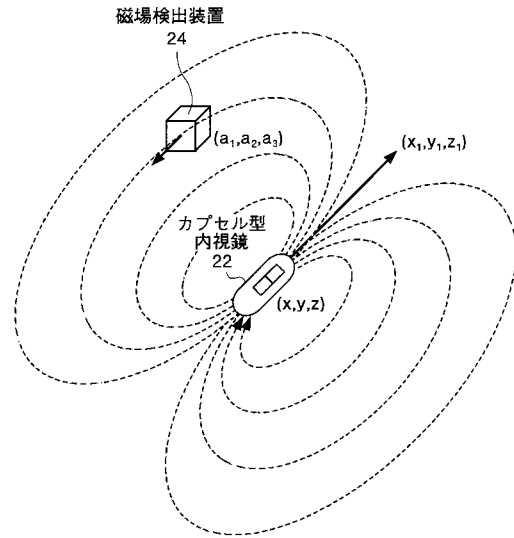 磁場検出装置
24
(a₁,a₂,a₃)
(x₁,y₁,z₁)
カプセル型
内視鏡
22
(x,y,z)